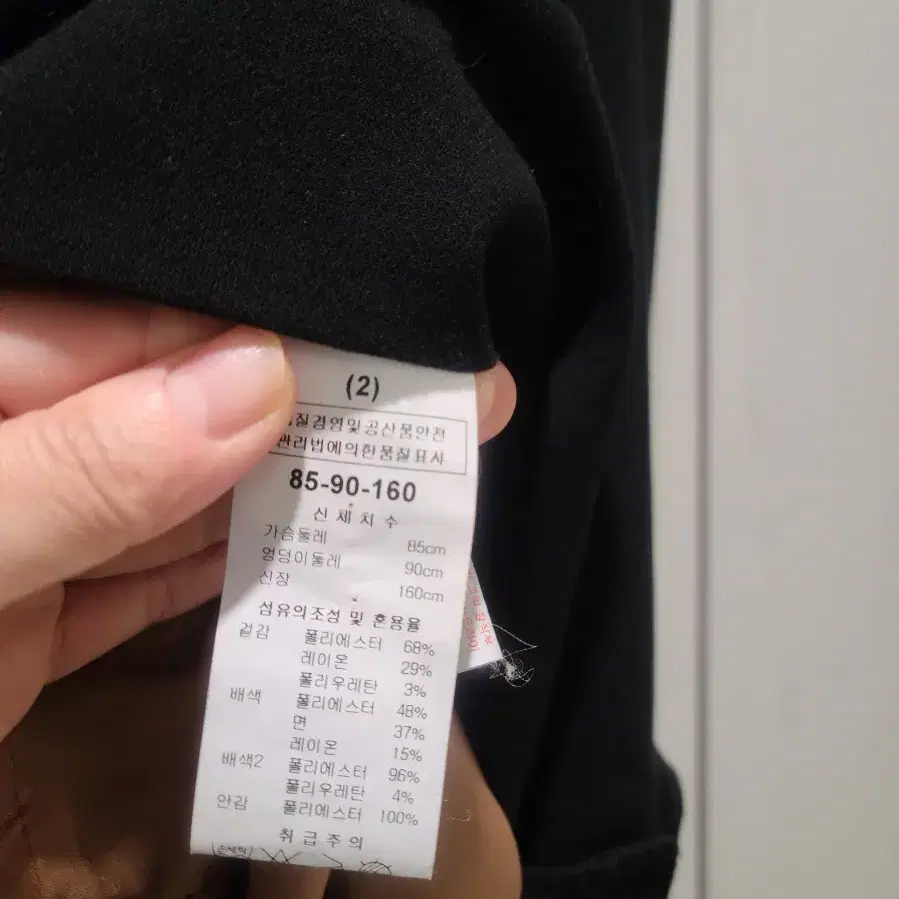 (2)
품질경영및공산품안전
관리법에의한품질표시
85-90-160
신체치수
가슴둘레 85cm
엉덩이둘레 90cm
신장 160cm
섬유의조성 및 혼용율
겉감 폴리에스터 68%
레이온 29%
폴리우레탄 3%
배색 폴리에스터 48%
면 37%
레이온 15%
배색2 폴리에스터 96%
폴리우레탄 4%
안감 폴리에스터 100%
취급주의
손세탁